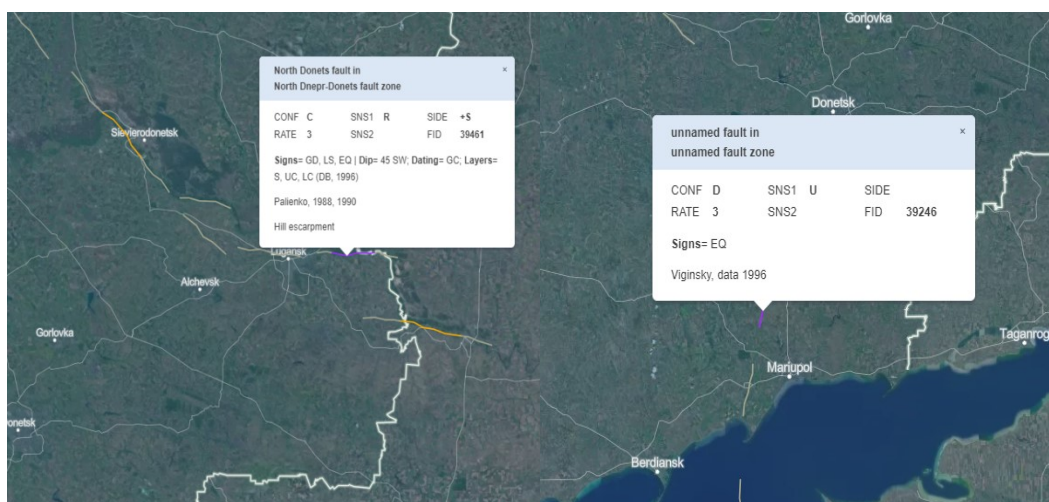 North Donets fault in
North Dnepr-Donets fault zone
×
CONF C SNS1 R SIDE +S
RATE 3 SNS2 FID 39461
Signs= GD, LS, EQ | Dip= 45 SW; Dating= GC; Layers=
S, UC, LC (DB, 1996)
Palienko, 1988, 1990
Hill escarpment
Sievierodonetsk
Lugansk
Alchevsk
Gorlovka
onetsk
Gorlovka
Donetsk
unnamed fault in
unnamed fault zone
×
CONF D SNS1 U SIDE
RATE 3 SNS2 FID 39246
Signs= EQ
Viginsky, data 1996
Taganrog
Mariupol
Berdiansk